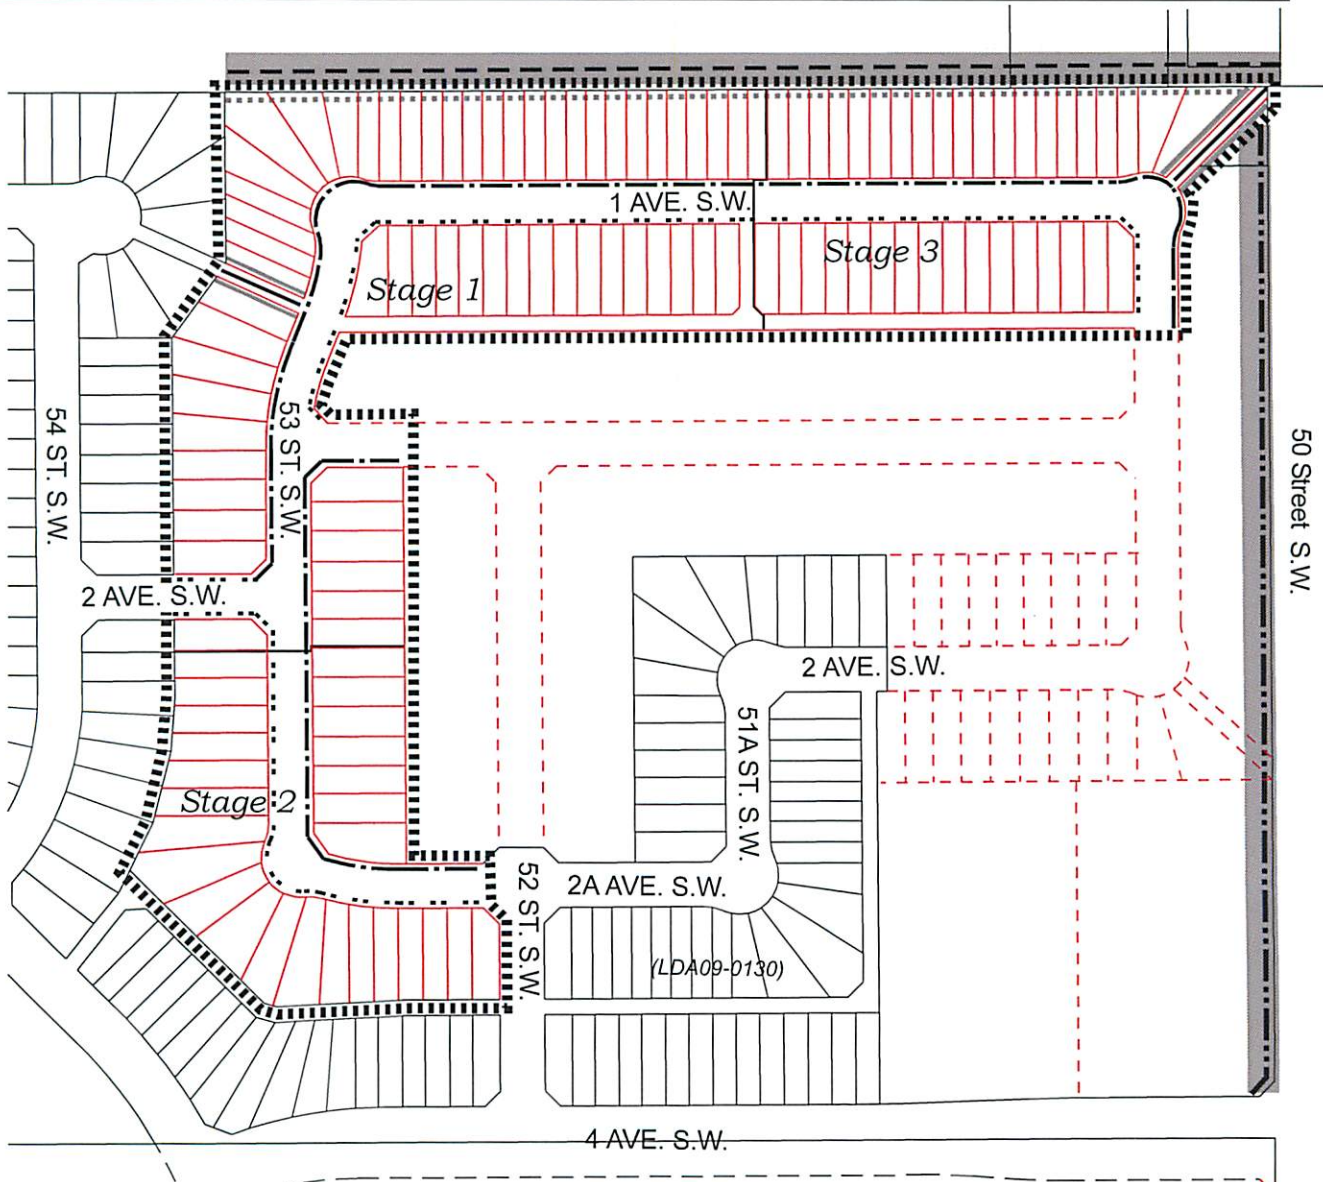 1 AVE. S.W.
Stage 3
Stage 1
54 ST. S.W.
53 ST. S.W.
50 Street S.W.
2 AVE. S.W.
2 AVE. S.W.
51A ST. S.W.
Stage 2
52 ST. S.W.
2A AVE. S.W.
(LDA09-0130)
4 AVE. S.W.